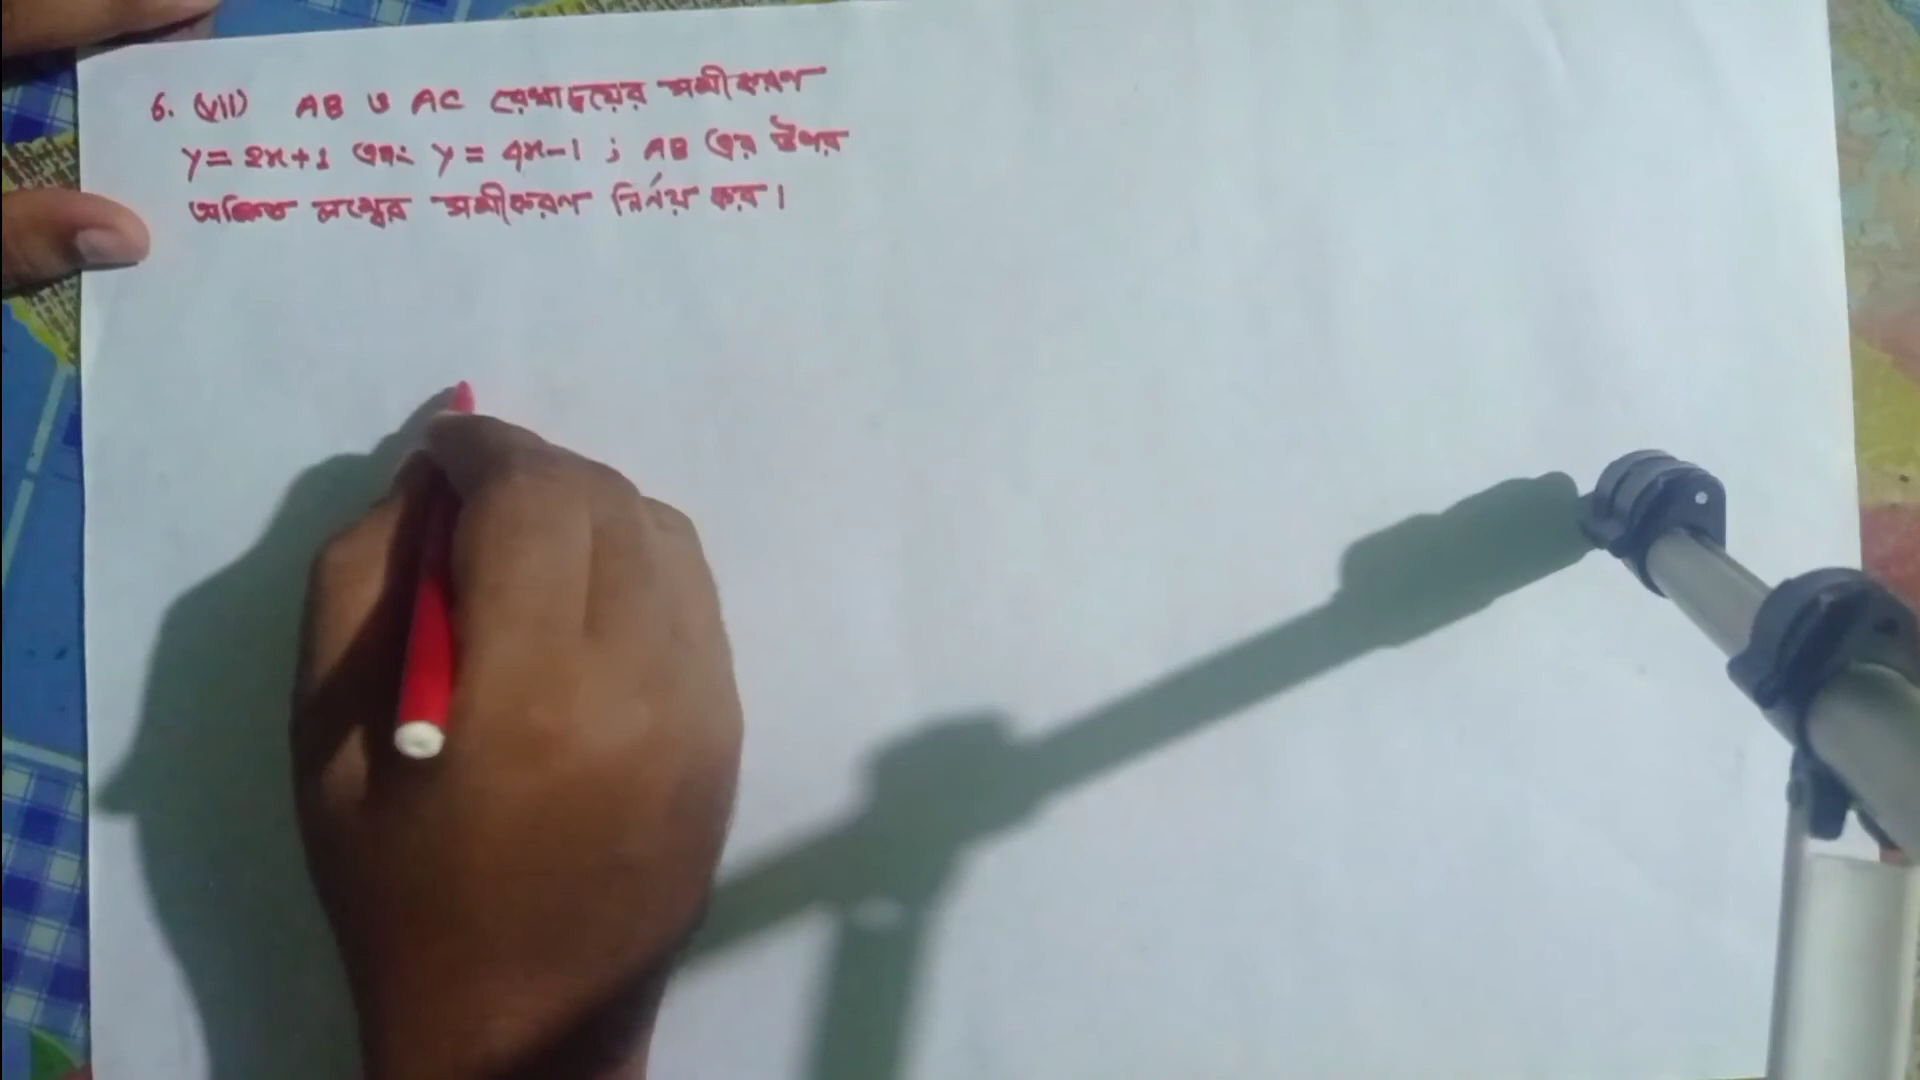 6. (VII) AB ও AC রেখাদ্বয়ের সমীকরণ
y = 2x+1 এবং y = 4x-1 ; AB এর উপর
অঙ্কিত লম্বের সমীকরণ নির্ণয় কর।